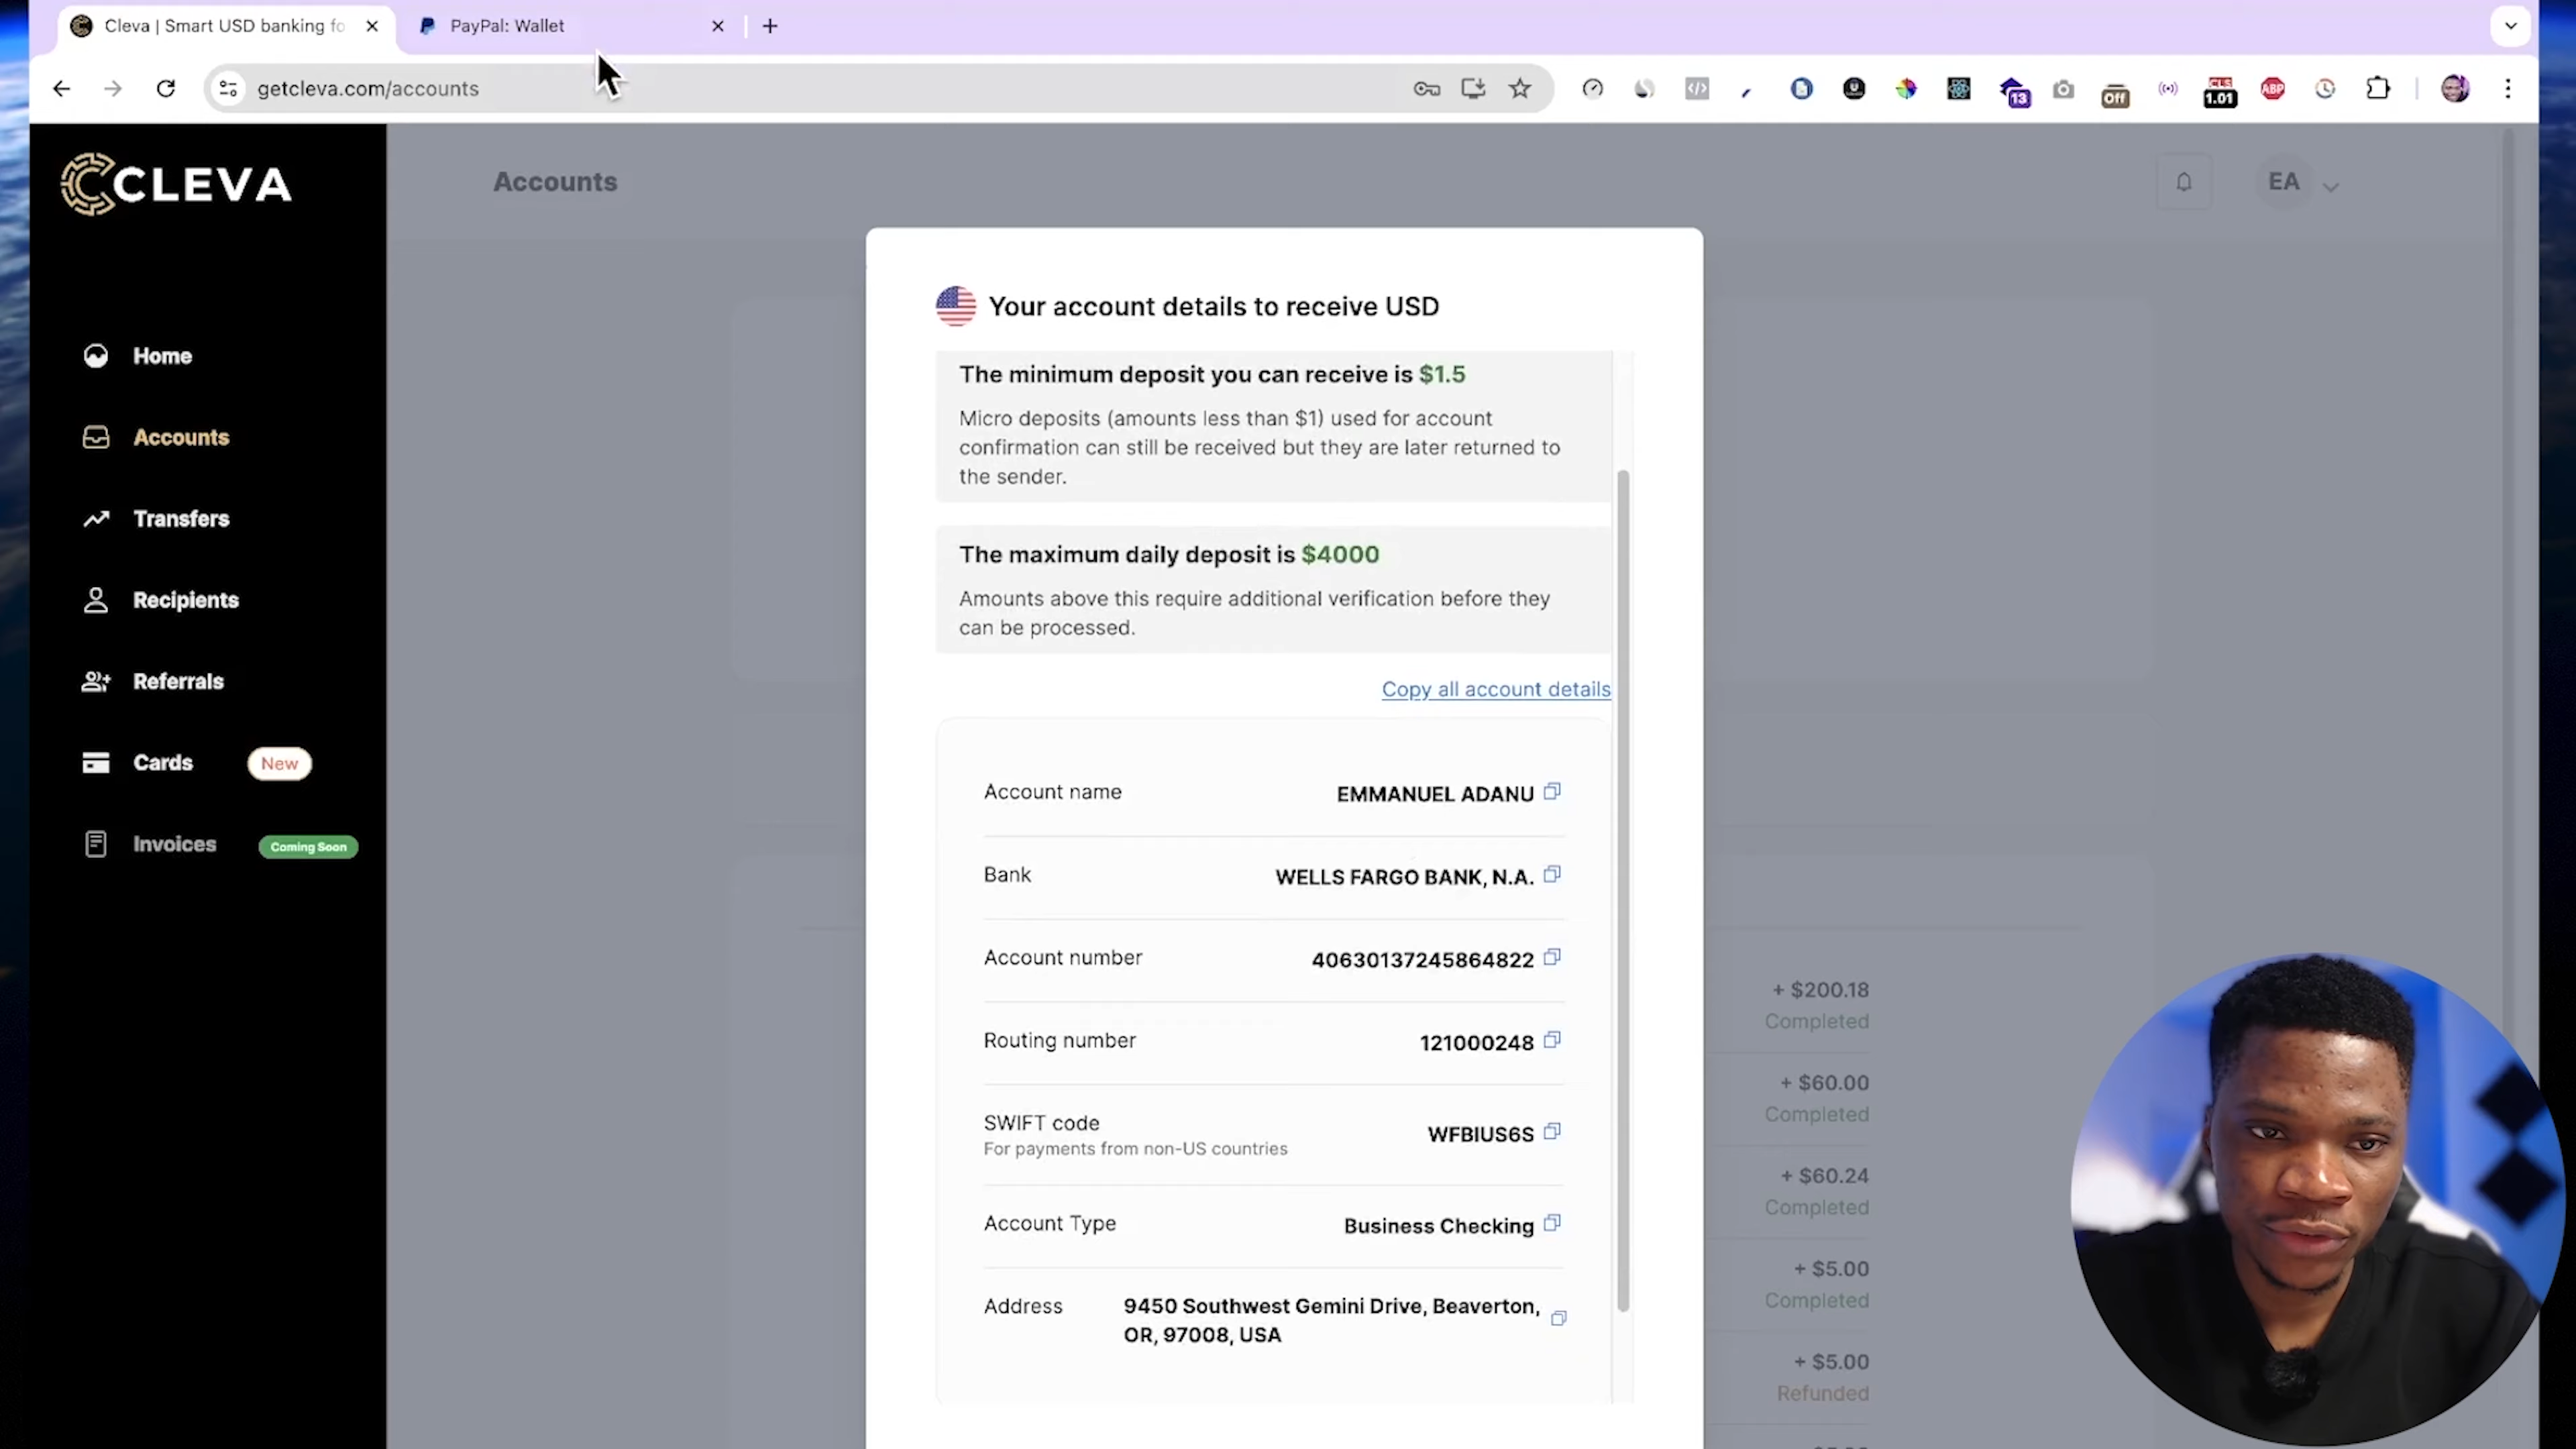 Cleva | Smart USD banking fo
PayPal: Wallet
getcleva.com/accounts
13
Off
CLS
1.01
ABP
CLEVA
Accounts
EA
Home
Accounts
Transfers
Recipients
Referrals
Cards New
Invoices Coming Soon
Your account details to receive USD
The minimum deposit you can receive is $1.5
Micro deposits (amounts less than $1) used for account
confirmation can still be received but they are later returned to
the sender.
The maximum daily deposit is $4000
Amounts above this require additional verification before they
can be processed.
Copy all account details
Account name EMMANUEL ADANU
Bank WELLS FARGO BANK, N.A.
Account number 40630137245864822
Routing number 121000248
SWIFT code WFBIUS6S
For payments from non-US countries
Account Type Business Checking
Address 9450 Southwest Gemini Drive, Beaverton,
OR, 97008, USA
+ $200.18
Completed
+ $60.00
Completed
+ $60.24
Completed
+ $5.00
Completed
+ $5.00
Refunded